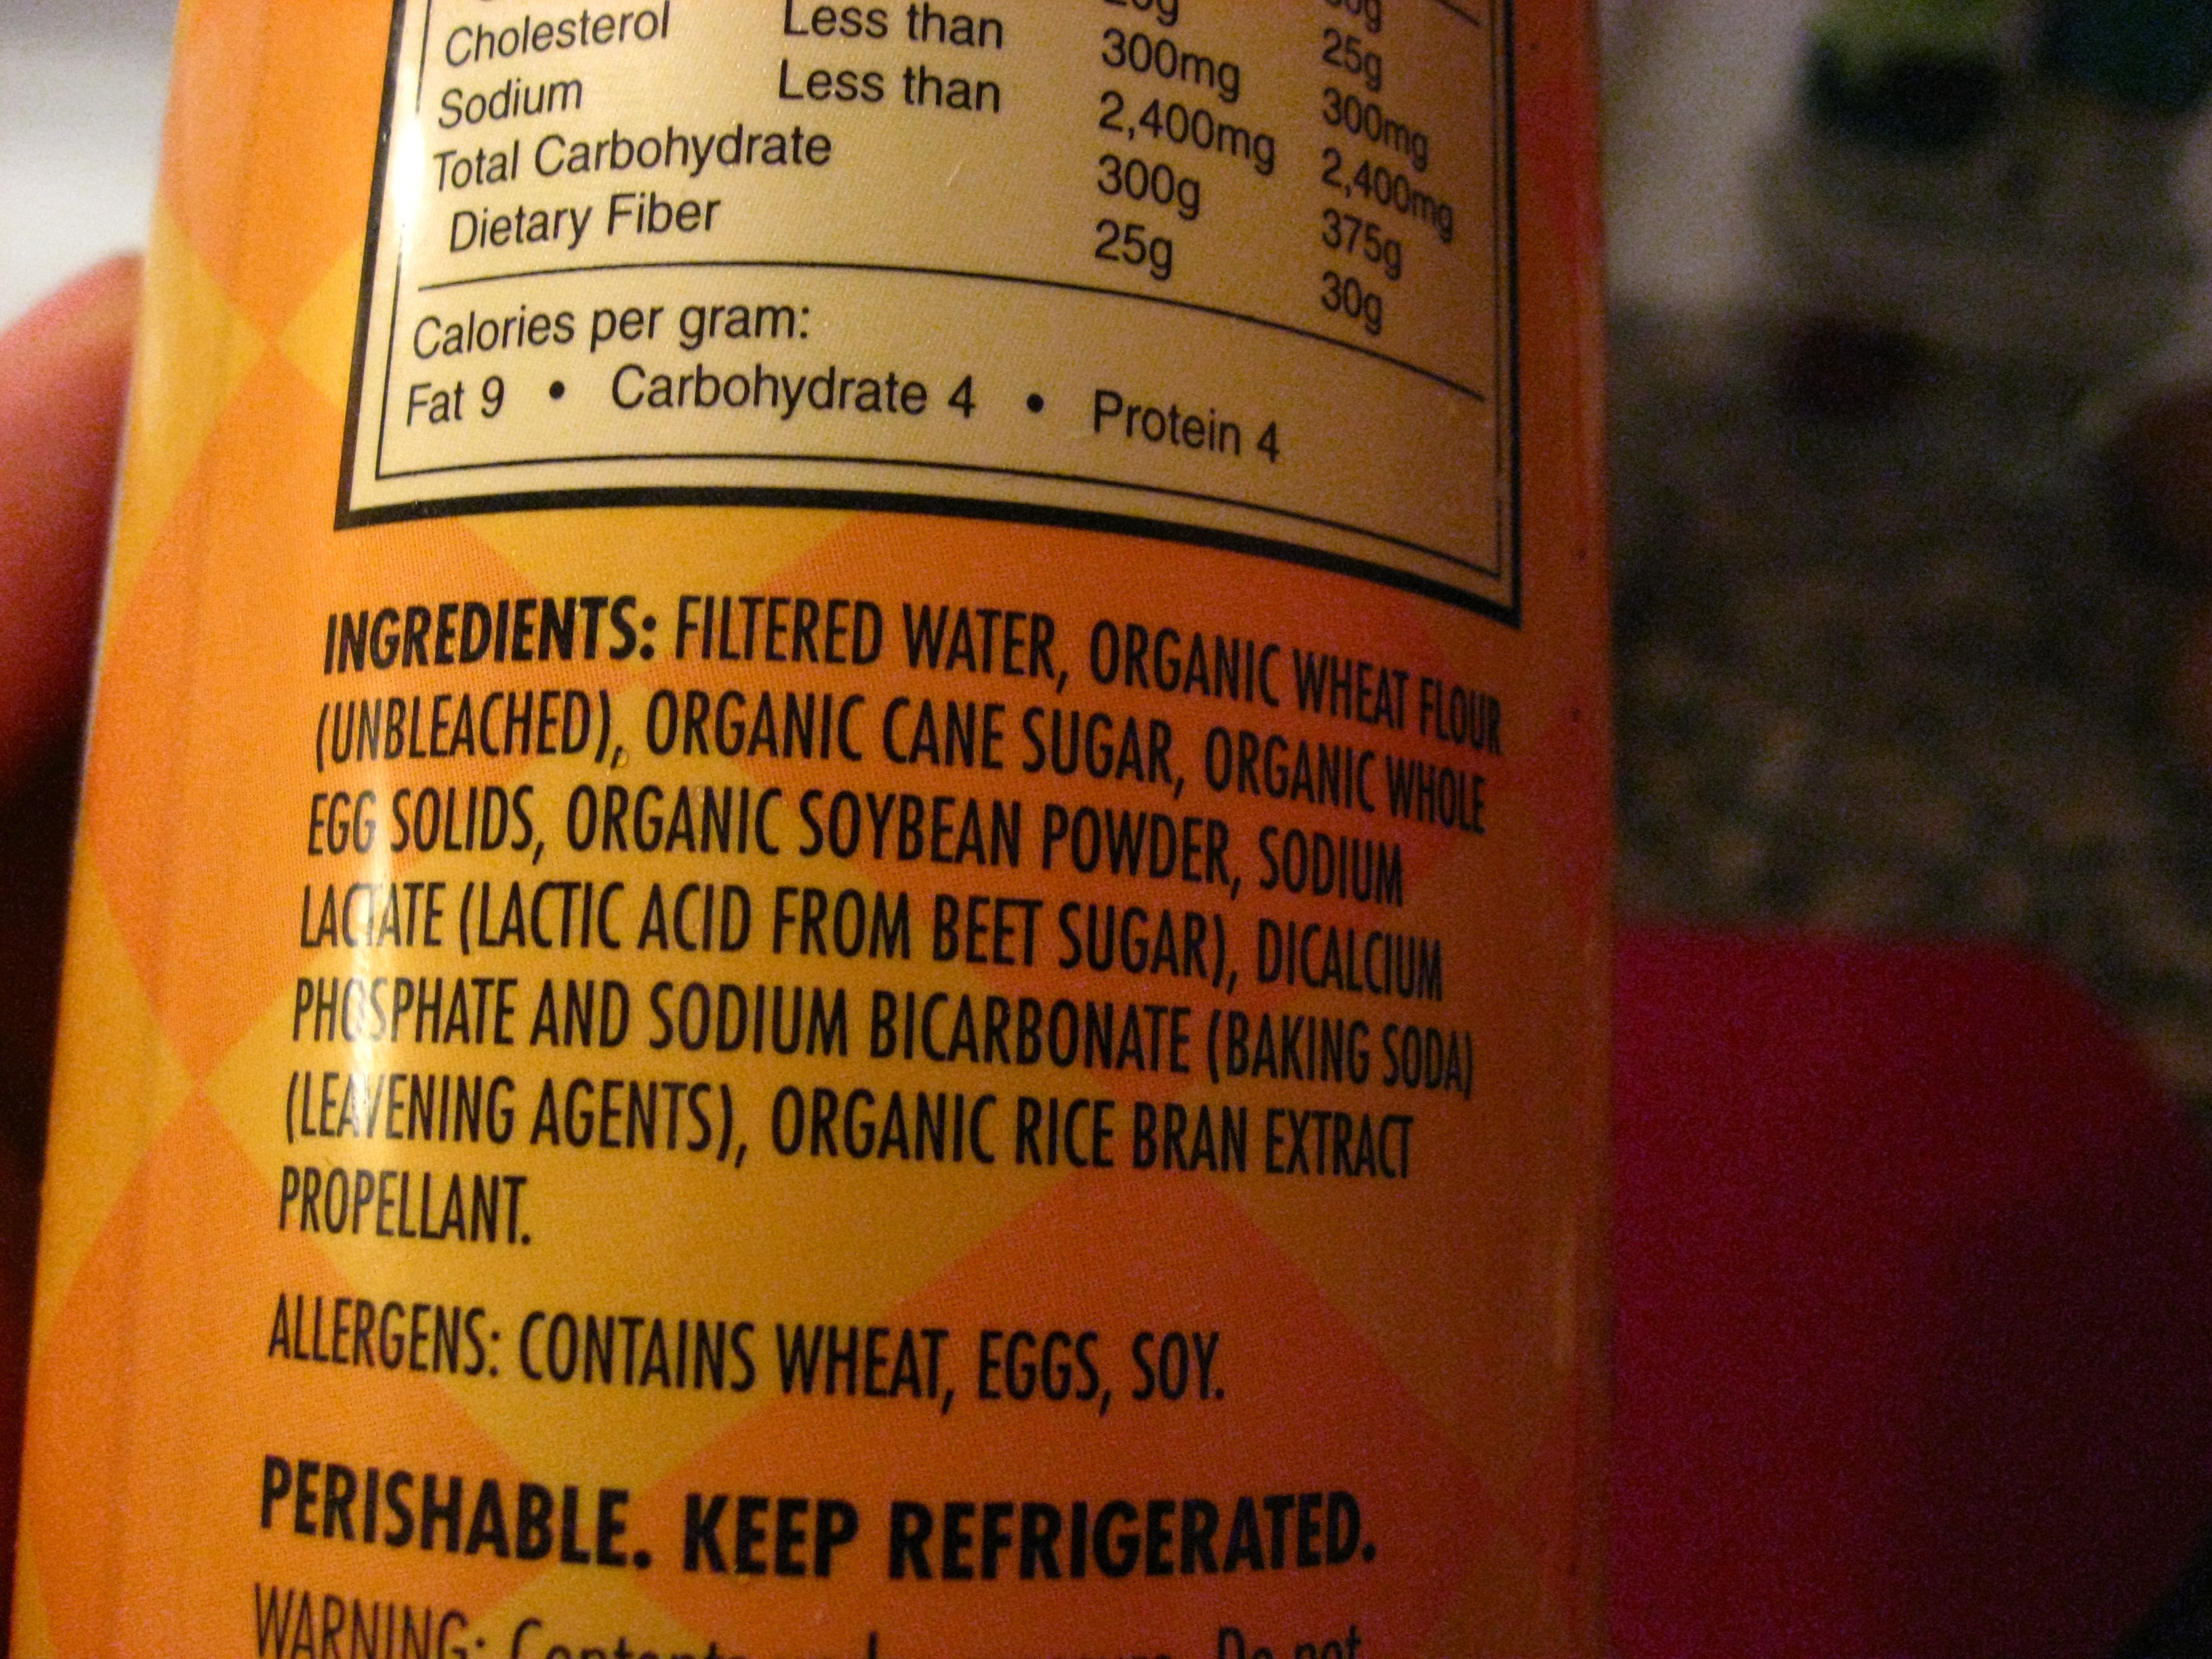 25g
Cholesterol Less than 300mg 300mg
Sodium Less than 2,400mg 2,400mg
Total Carbohydrate 300g 375g
Dietary Fiber 25g 30g
Calories per gram:
Fat 9 • Carbohydrate 4 • Protein 4
INGREDIENTS: FILTERED WATER, ORGANIC WHEAT FLOUR
(UNBLEACHED), ORGANIC CANE SUGAR, ORGANIC WHOLE
EGG SOLIDS, ORGANIC SOYBEAN POWDER, SODIUM
LACTATE (LACTIC ACID FROM BEET SUGAR), DICALCIUM
PHOSPHATE AND SODIUM BICARBONATE (BAKING SODA)
(LEAVENING AGENTS), ORGANIC RICE BRAN EXTRACT
PROPELLANT.
ALLERGENS: CONTAINS WHEAT, EGGS, SOY.
PERISHABLE. KEEP REFRIGERATED.
WARNING: Contents Do not